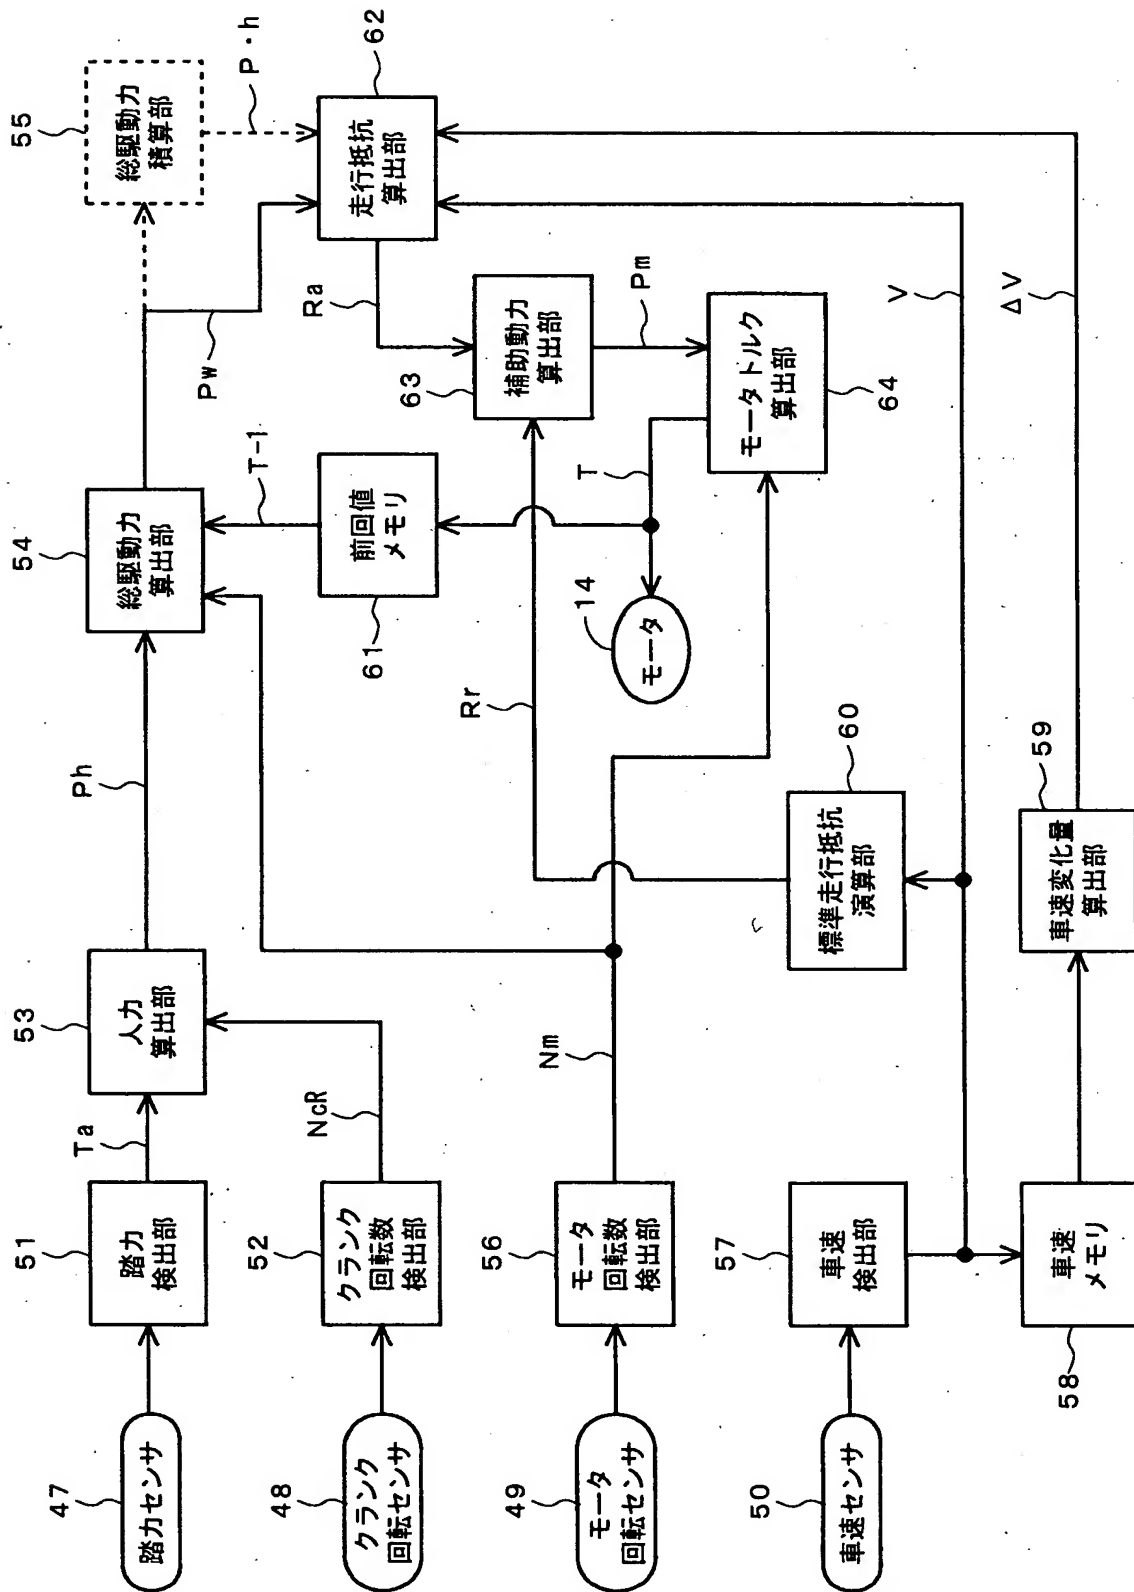 47
踏力センサ
51
踏力
検出部
Ta
53
人力
算出部
Ph
54
総駆動力
算出部
Pw
55
総駆動力
積算部
P・h
62
走行抵抗
算出部
48
クランク
回転センサ
52
クランク
回転数
検出部
NcR
T-1
前回値
メモリ
61
Ra
63
補助動力
算出部
Pm
49
モータ
回転センサ
56
モータ
回転数
検出部
Nm
Rr
14
モータ
T
モータトルク
算出部
64
50
車速センサ
57
車速
検出部
標準走行抵抗
演算部
60
V
58
車速
メモリ
車速変化量
算出部
59
ΔV